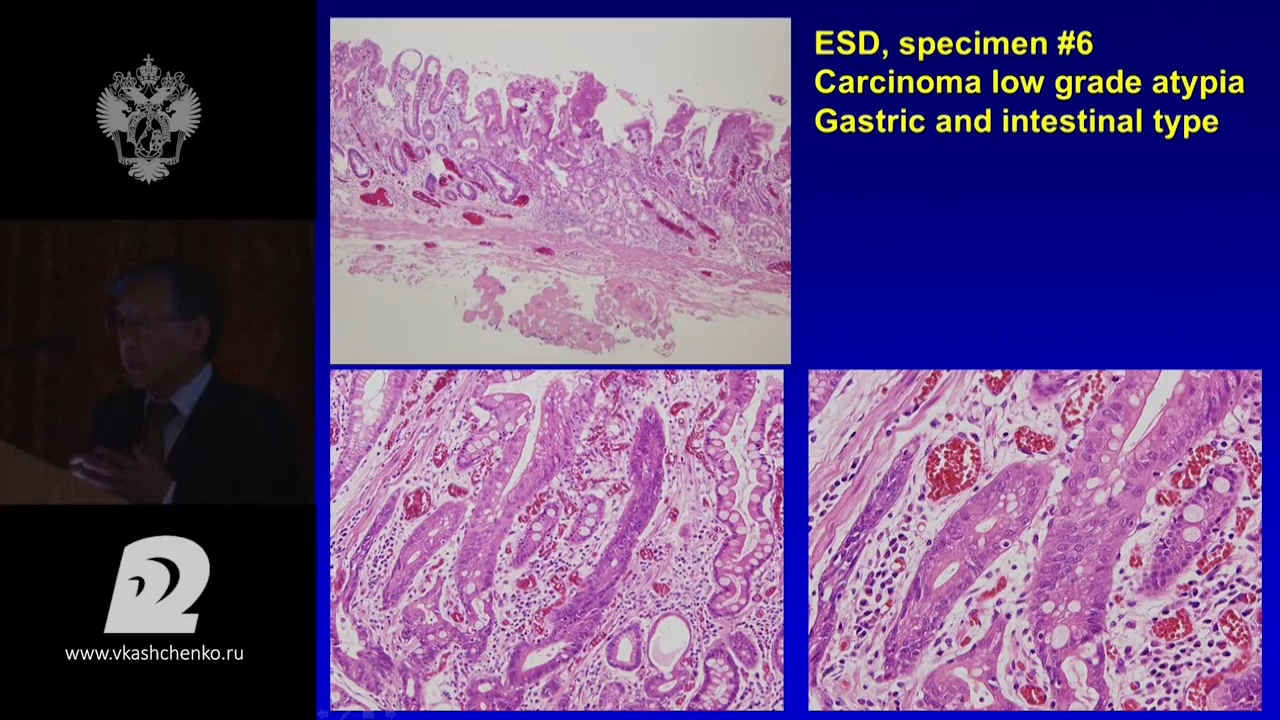 ESD, specimen #6
Carcinoma low grade atypia
Gastric and intestinal type
www.vkashchenko.ru